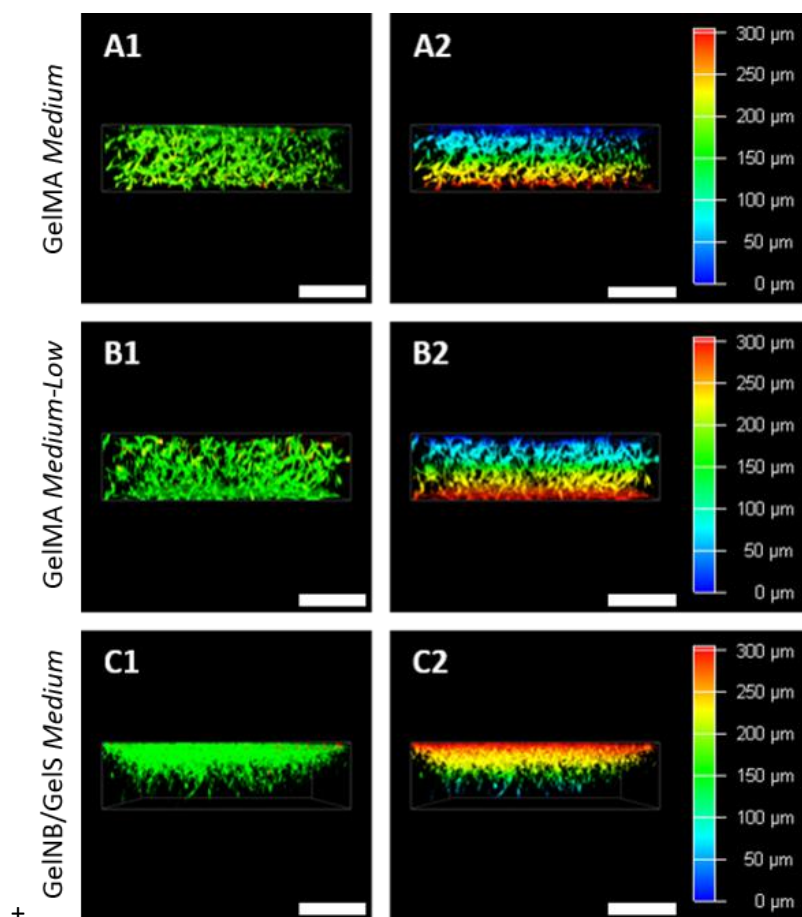 GelMA Medium
A1
A2
300 µm
250 µm
200 µm
150 µm
100 µm
50 µm
0 µm
GelMA Medium-Low
B1
B2
300 µm
250 µm
200 µm
150 µm
100 µm
50 µm
0 µm
GelNB/GelS Medium
C1
C2
300 µm
250 µm
200 µm
150 µm
100 µm
50 µm
0 µm
+